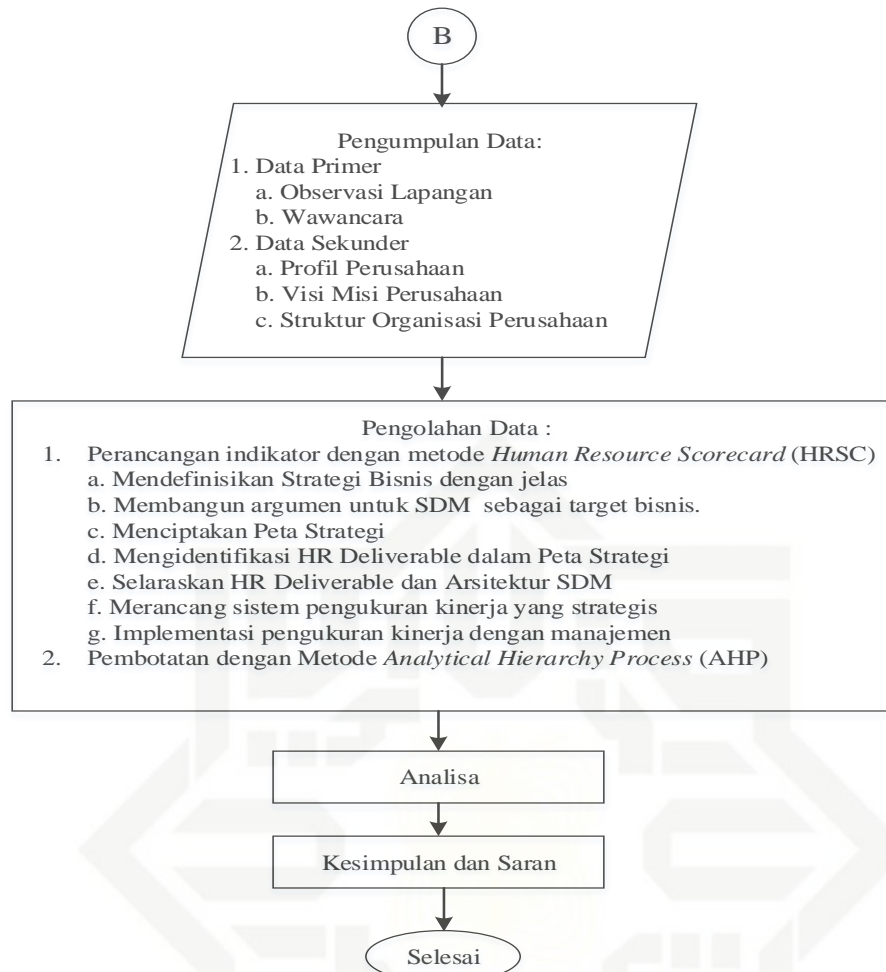 B
Pengumpulan Data:
1. Data Primer
a. Observasi Lapangan
b. Wawancara
2. Data Sekunder
a. Profil Perusahaan
b. Visi Misi Perusahaan
c. Struktur Organisasi Perusahaan
Pengolahan Data :
1. Perancangan indikator dengan metode Human Resource Scorecard (HRSC)
a. Mendefinisikan Strategi Bisnis dengan jelas
b. Membangun argumen untuk SDM sebagai target bisnis.
c. Menciptakan Peta Strategi
d. Mengidentifikasi HR Deliverable dalam Peta Strategi
e. Selaraskan HR Deliverable dan Arsitektur SDM
f. Merancang sistem pengukuran kinerja yang strategis
g. Implementasi pengukuran kinerja dengan manajemen
2. Pembotatan dengan Metode Analytical Hierarchy Process (AHP)
Analisa
Kesimpulan dan Saran
Selesai